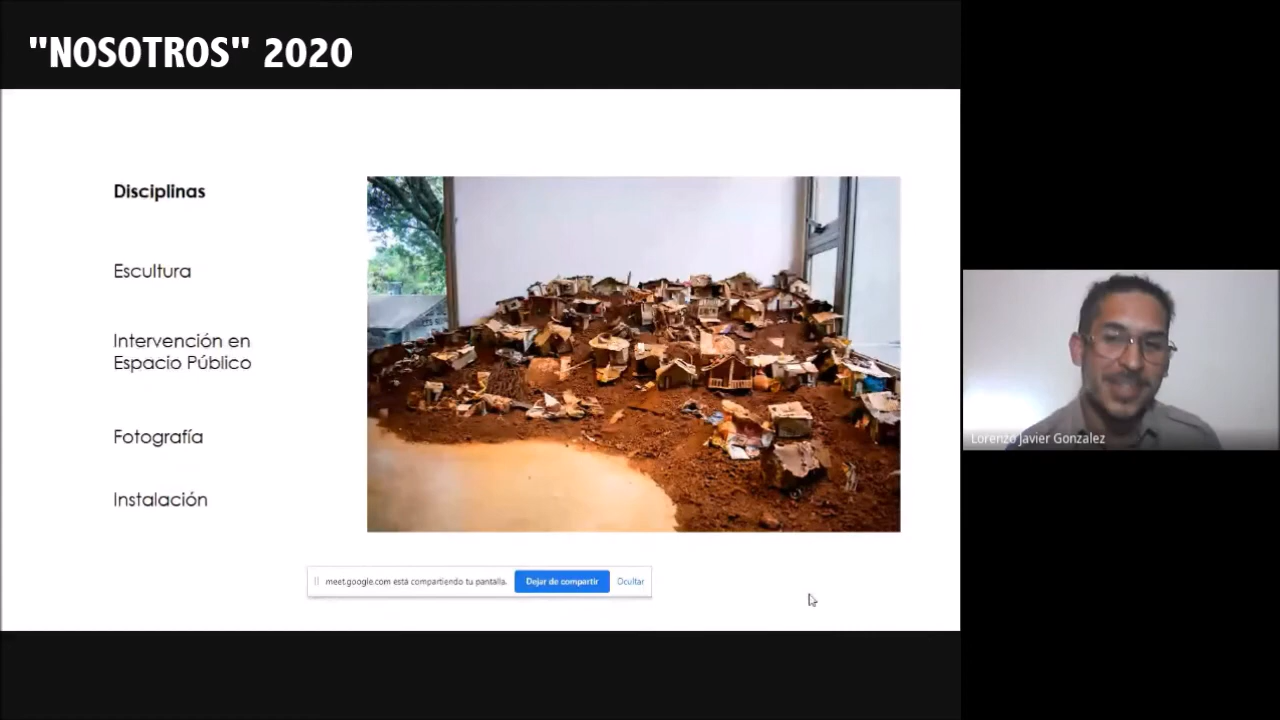 "NOSOTROS" 2020
Disciplinas
Escultura
Intervención en
Espacio Público
Fotografía
Instalación
meet.google.com está compartiendo tu pantalla.
Dejar de compartir
Ocultar
Lorenzo Javier Gonzalez